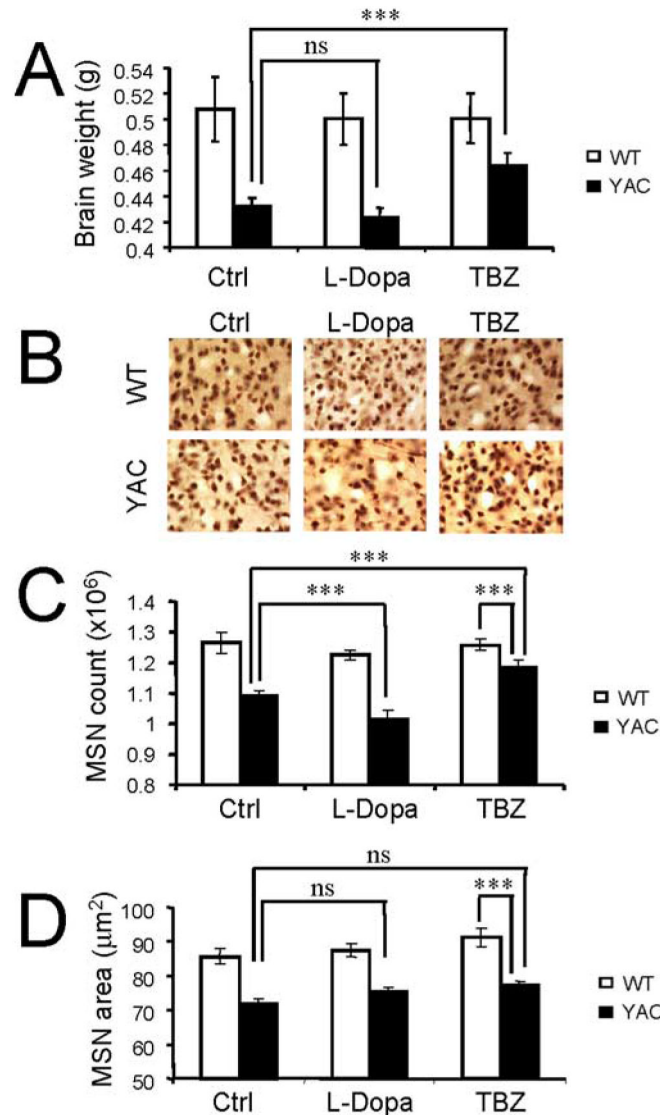 A
***
ns
Brain weight (g)
0.54
0.52
0.5
0.48
0.46
0.44
0.42
0.4
Ctrl L-Dopa TBZ
WT
YAC
B
Ctrl L-Dopa TBZ
WT
YAC
C
***
***
***
MSN count (x10⁶)
1.4
1.3
1.2
1.1
1
0.9
0.8
Ctrl L-Dopa TBZ
WT
YAC
D
ns
ns
***
MSN area (μm²)
100
90
80
70
60
50
Ctrl L-Dopa TBZ
WT
YAC